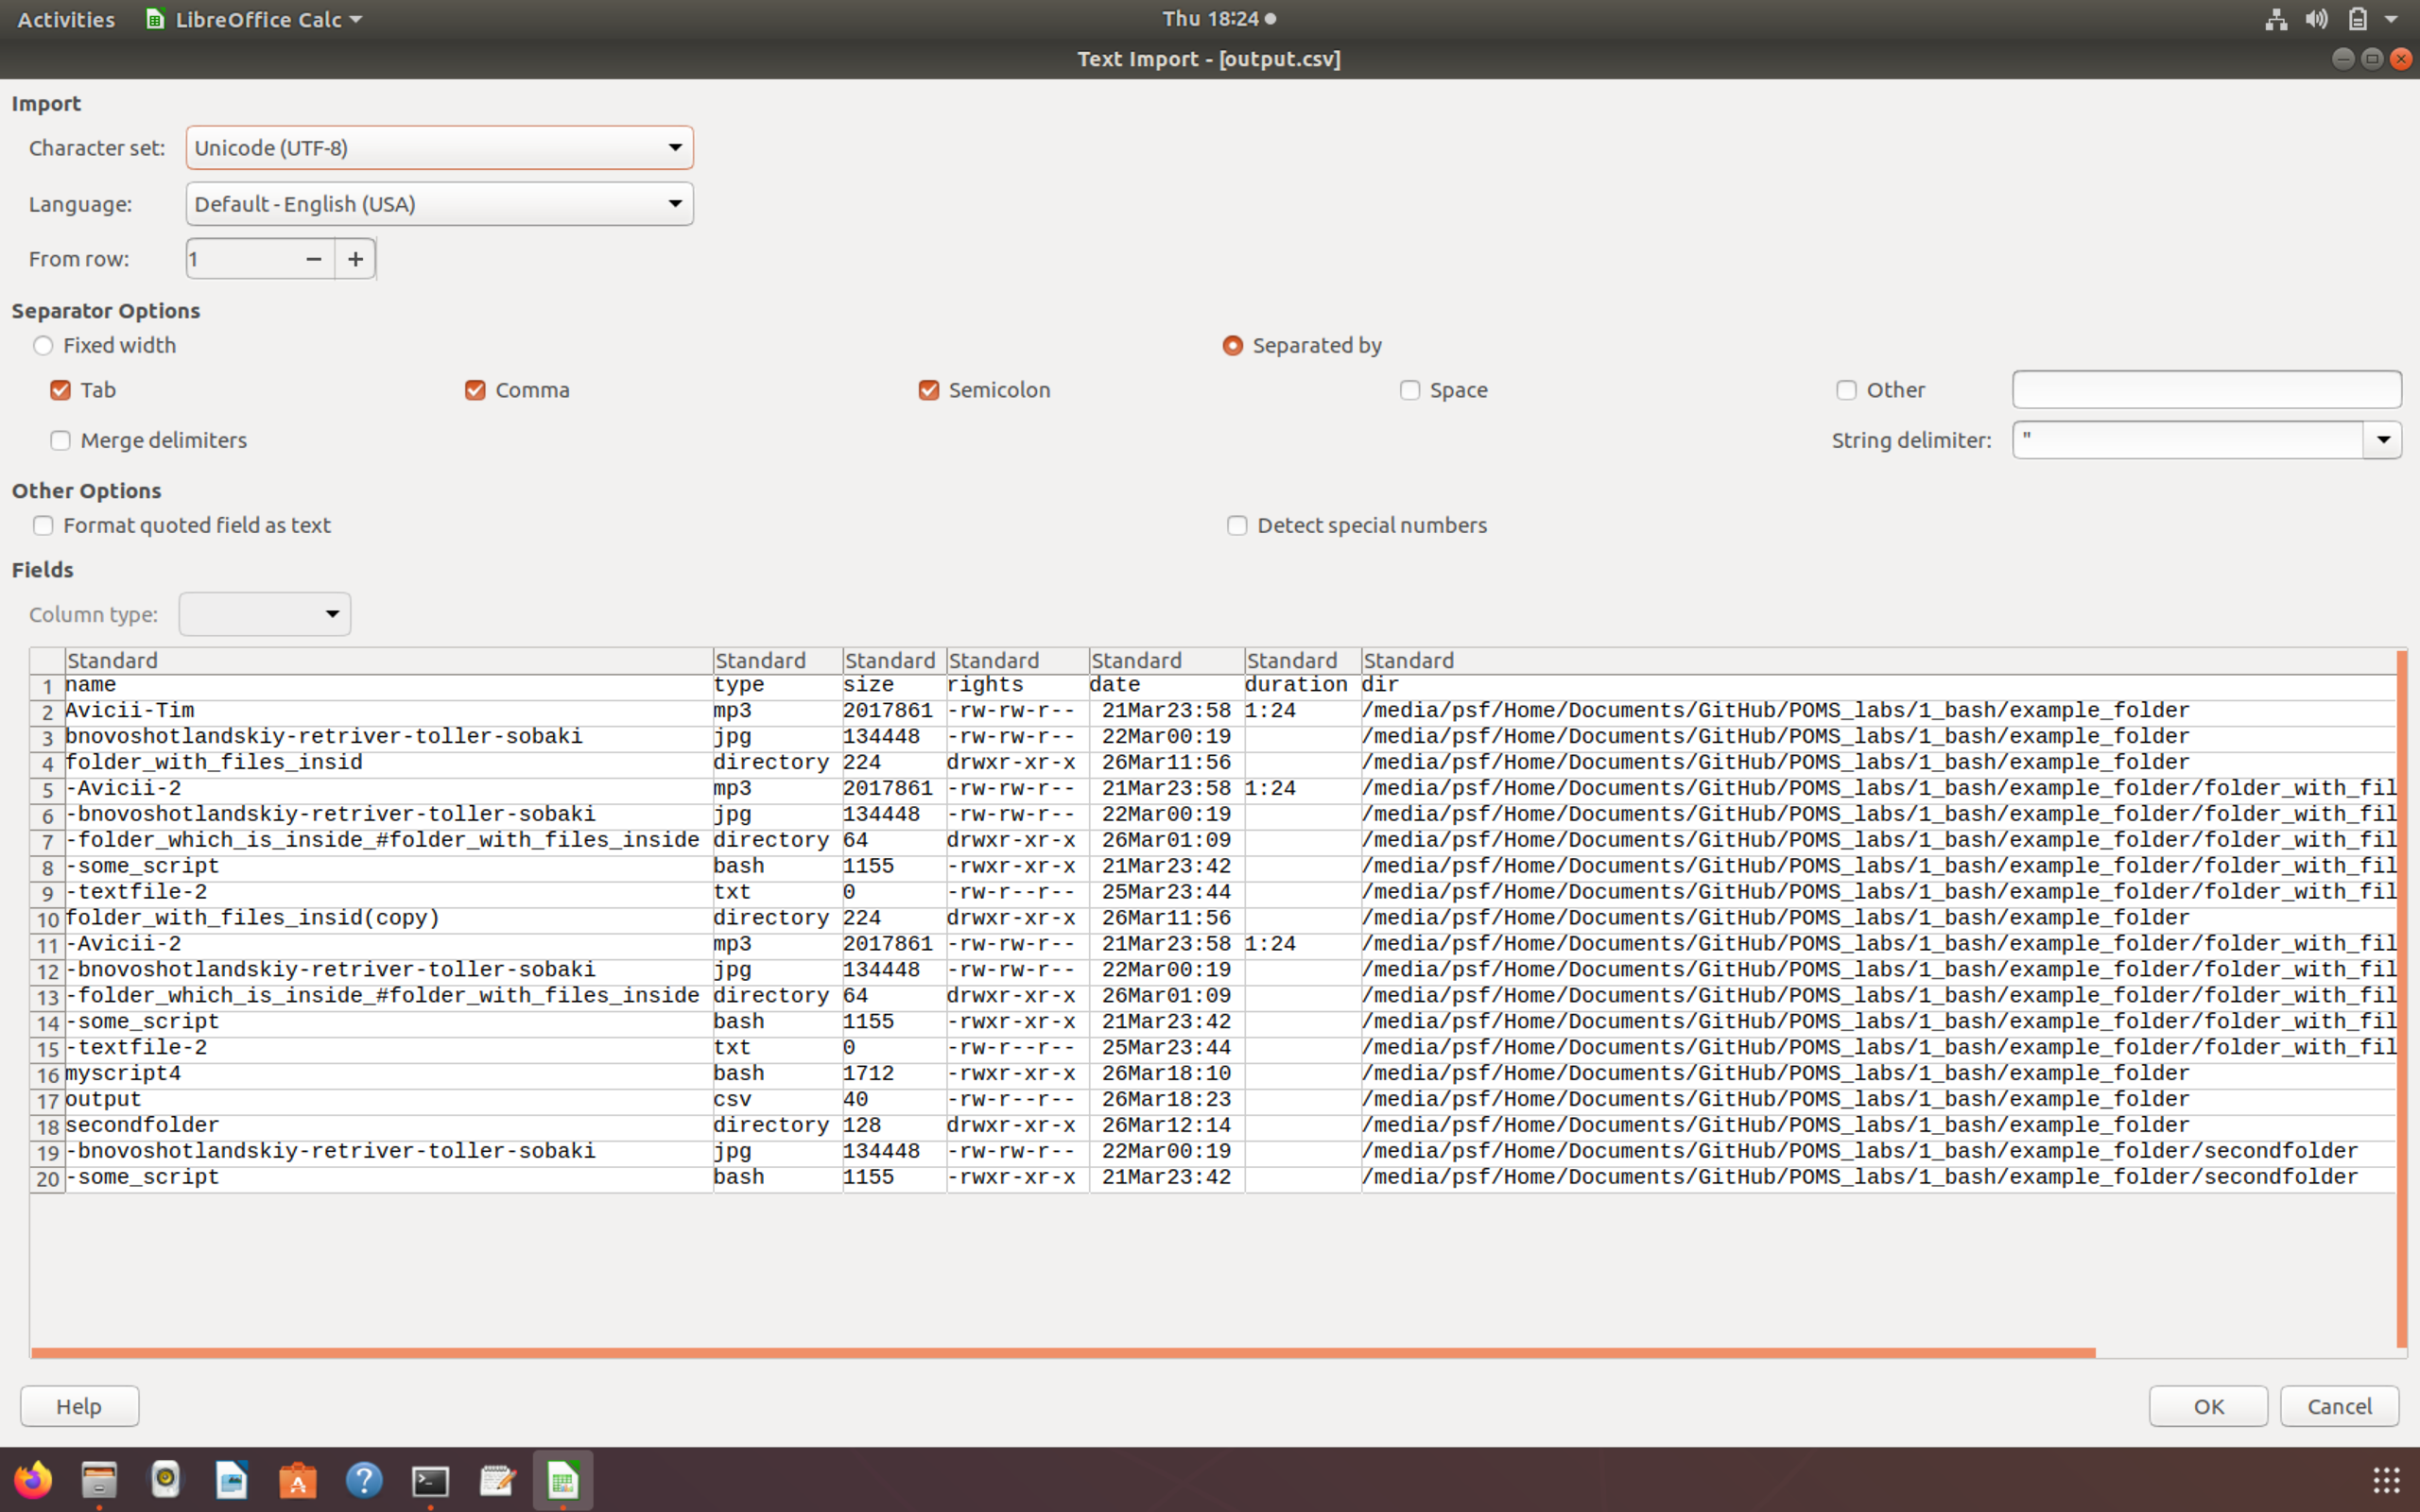 Activities LibreOffice Calc Thu 18:24
Text Import - [output.csv]
Import
Character set: Unicode (UTF-8)
Language: Default - English (USA)
From row: 1 − +
Separator Options
Fixed width Separated by
Tab Comma Semicolon Space Other
Merge delimiters String delimiter: "
Other Options
Format quoted field as text Detect special numbers
Fields
Column type:
Standard Standard Standard Standard Standard Standard Standard
1 name type size rights date duration dir
2 Avicii-Tim mp3 2017861 -rw-rw-r-- 21Mar23:58 1:24 /media/psf/Home/Documents/GitHub/POMS_labs/1_bash/example_folder
3 bnovoshotlandskiy-retriver-toller-sobaki jpg 134448 -rw-rw-r-- 22Mar00:19 /media/psf/Home/Documents/GitHub/POMS_labs/1_bash/example_folder
4 folder_with_files_insid directory 224 drwxr-xr-x 26Mar11:56 /media/psf/Home/Documents/GitHub/POMS_labs/1_bash/example_folder
5 -Avicii-2 mp3 2017861 -rw-rw-r-- 21Mar23:58 1:24 /media/psf/Home/Documents/GitHub/POMS_labs/1_bash/example_folder/folder_with_fil
6 -bnovoshotlandskiy-retriver-toller-sobaki jpg 134448 -rw-rw-r-- 22Mar00:19 /media/psf/Home/Documents/GitHub/POMS_labs/1_bash/example_folder/folder_with_fil
7 -folder_which_is_inside_#folder_with_files_inside directory 64 drwxr-xr-x 26Mar01:09 /media/psf/Home/Documents/GitHub/POMS_labs/1_bash/example_folder/folder_with_fil
8 -some_script bash 1155 -rwxr-xr-x 21Mar23:42 /media/psf/Home/Documents/GitHub/POMS_labs/1_bash/example_folder/folder_with_fil
9 -textfile-2 txt 0 -rw-r--r-- 25Mar23:44 /media/psf/Home/Documents/GitHub/POMS_labs/1_bash/example_folder/folder_with_fil
10 folder_with_files_insid(copy) directory 224 drwxr-xr-x 26Mar11:56 /media/psf/Home/Documents/GitHub/POMS_labs/1_bash/example_folder
11 -Avicii-2 mp3 2017861 -rw-rw-r-- 21Mar23:58 1:24 /media/psf/Home/Documents/GitHub/POMS_labs/1_bash/example_folder/folder_with_fil
12 -bnovoshotlandskiy-retriver-toller-sobaki jpg 134448 -rw-rw-r-- 22Mar00:19 /media/psf/Home/Documents/GitHub/POMS_labs/1_bash/example_folder/folder_with_fil
13 -folder_which_is_inside_#folder_with_files_inside directory 64 drwxr-xr-x 26Mar01:09 /media/psf/Home/Documents/GitHub/POMS_labs/1_bash/example_folder/folder_with_fil
14 -some_script bash 1155 -rwxr-xr-x 21Mar23:42 /media/psf/Home/Documents/GitHub/POMS_labs/1_bash/example_folder/folder_with_fil
15 -textfile-2 txt 0 -rw-r--r-- 25Mar23:44 /media/psf/Home/Documents/GitHub/POMS_labs/1_bash/example_folder/folder_with_fil
16 myscript4 bash 1712 -rwxr-xr-x 26Mar18:10 /media/psf/Home/Documents/GitHub/POMS_labs/1_bash/example_folder
17 output csv 40 -rw-r--r-- 26Mar18:23 /media/psf/Home/Documents/GitHub/POMS_labs/1_bash/example_folder
18 secondfolder directory 128 drwxr-xr-x 26Mar12:14 /media/psf/Home/Documents/GitHub/POMS_labs/1_bash/example_folder
19 -bnovoshotlandskiy-retriver-toller-sobaki jpg 134448 -rw-rw-r-- 22Mar00:19 /media/psf/Home/Documents/GitHub/POMS_labs/1_bash/example_folder/secondfolder
20 -some_script bash 1155 -rwxr-xr-x 21Mar23:42 /media/psf/Home/Documents/GitHub/POMS_labs/1_bash/example_folder/secondfolder
Help OK Cancel